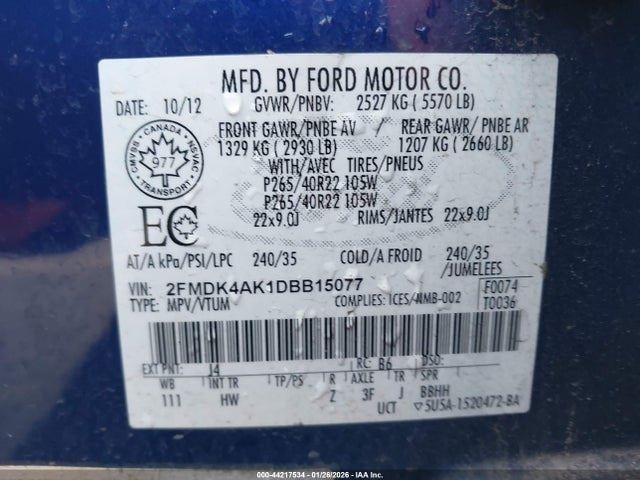 MFD. BY FORD MOTOR CO.
DATE: 10/12 GVWR/PNBV: 2527 KG ( 5570 LB)
FRONT GAWR/PNBE AV / REAR GAWR/ PNBE AR
1329 KG ( 2930 LB) 1207 KG ( 2660 LB)
WITH/AVEC TIRES/PNEUS
P265/40R22 105W
P265/40R22 105W
22x9.0J RIMS/JANTES 22x9.0J
CMVSS · CANADA · NSVAC
977
TRANSPORT
EC
AT/A kPa/PSI/LPC 240/35 COLD/A FROID 240/35
/JUMELEES
VIN: 2FMDK4AK1DBB15077 F0074
TYPE: MPV/VTUM COMPLIES: ICES/NMB-002 T0036
EXT PNT: J4 RC: B6 DSO:
WB INT TR TP/PS R AXLE TR SPR
111 HW Z 3F J BBHH
UCT ▽5U5A-1520472-BA
000-44217534 - 01/26/2026 - IAA Inc.